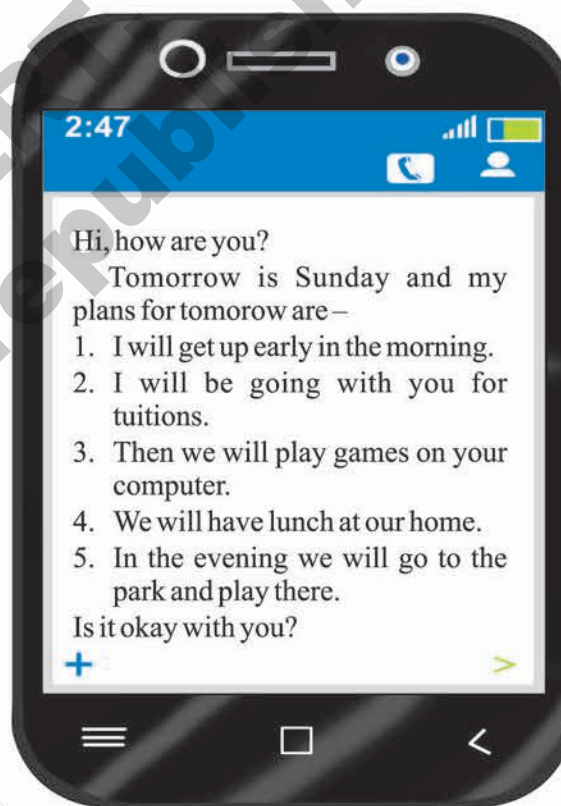 2:47
Hi, how are you?
Tomorrow is Sunday and my
plans for tomorow are –
1. I will get up early in the morning.
2. I will be going with you for
tuitions.
3. Then we will play games on your
computer.
4. We will have lunch at our home.
5. In the evening we will go to the
park and play there.
Is it okay with you?